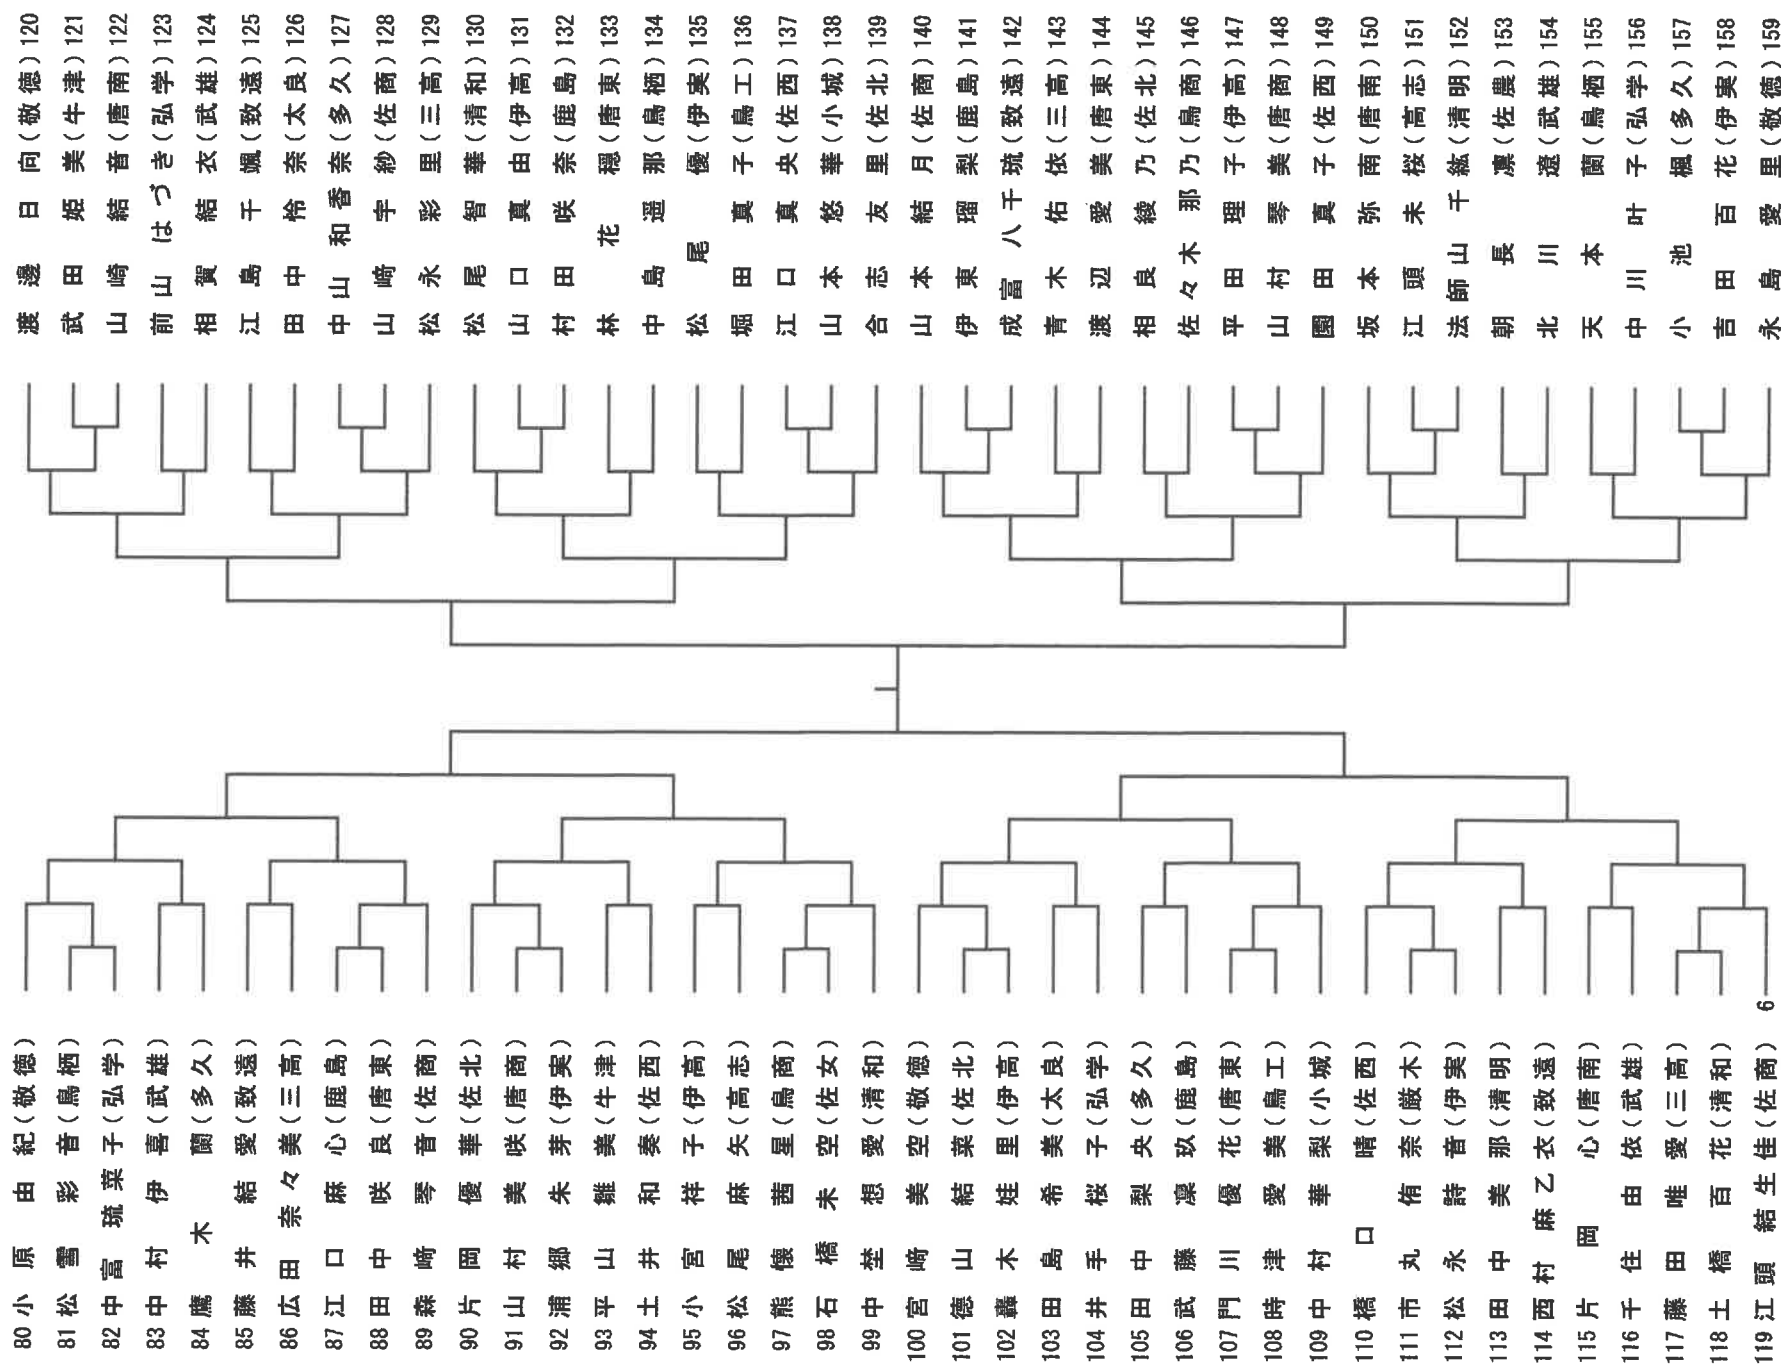 渡邊 日向(敬徳)120
武田 姫美(牛津)121
山崎 結音(唐南)122
前山 はづき(弘学)123
相賀 結衣(武雄)124
江島 千颯(致遠)125
田中 怜奈(太良)126
中山 和香奈(多久)127
山﨑 宇紗(佐商)128
松永 彩里(三高)129
松尾 智華(清和)130
山口 真由(伊高)131
村田 咲奈(鹿島)132
林 花穏(唐東)133
中島 遥那(鳥栖)134
松尾 優(伊実)135
堀田 真子(鳥工)136
江口 真央(佐西)137
山本 悠華(小城)138
合志 友里(佐北)139
山本 結月(佐商)140
伊東 瑠梨(鹿島)141
成富 八千琉(致遠)142
青木 佑依(三高)143
渡辺 愛美(唐東)144
相良 綾乃(佐北)145
佐々木 那乃(鳥商)146
平田 理子(伊高)147
山村 琴美(唐商)148
園田 真子(佐西)149
坂本 弥南(唐南)150
江頭 未桜(高志)151
法師山 千紘(清明)152
朝長 凛(佐農)153
北川 遼(武雄)154
天本 蘭(鳥栖)155
中川 叶子(弘学)156
小池 楓(多久)157
吉田 百花(伊実)158
永島 愛里(敬徳)159
80 小原 由紀(敬徳)
81 松雪 彩音(鳥栖)
82 中富 琉菜子(弘学)
83 中村 伊喜(武雄)
84 鷹木 蘭(多久)
85 藤井 結愛(致遠)
86 広田 奈々美(三高)
87 江口 麻心(鹿島)
88 田中 咲良(唐東)
89 森﨑 琴音(佐商)
90 片岡 優華(佐北)
91 山村 美咲(唐商)
92 浦郷 朱芽(伊実)
93 平山 雛美(牛津)
94 土井 和奏(佐西)
95 小宮 祥子(伊高)
96 松尾 麻矢(高志)
97 熊懐 茜星(鳥商)
98 石橋 未空(佐女)
99 中埜 想愛(清和)
100 宮﨑 美空(敬徳)
101 德山 結菜(佐北)
102 轟木 娃里(伊高)
103 田島 希美(太良)
104 井手 桜子(弘学)
105 田中 梨央(多久)
106 武藤 凜玖(鹿島)
107 門川 優花(唐東)
108 時津 愛美(鳥工)
109 中村 華梨(小城)
110 橋口 晴(佐西)
111 市丸 侑奈(厳木)
112 松永 詩音(伊実)
113 田中 美那(清明)
114 西村 麻乙衣(致遠)
115 片岡 心(唐南)
116 千住 由依(武雄)
117 藤田 唯愛(三高)
118 土橋 百花(清和)
119 江頭 結生佳(佐商)
6